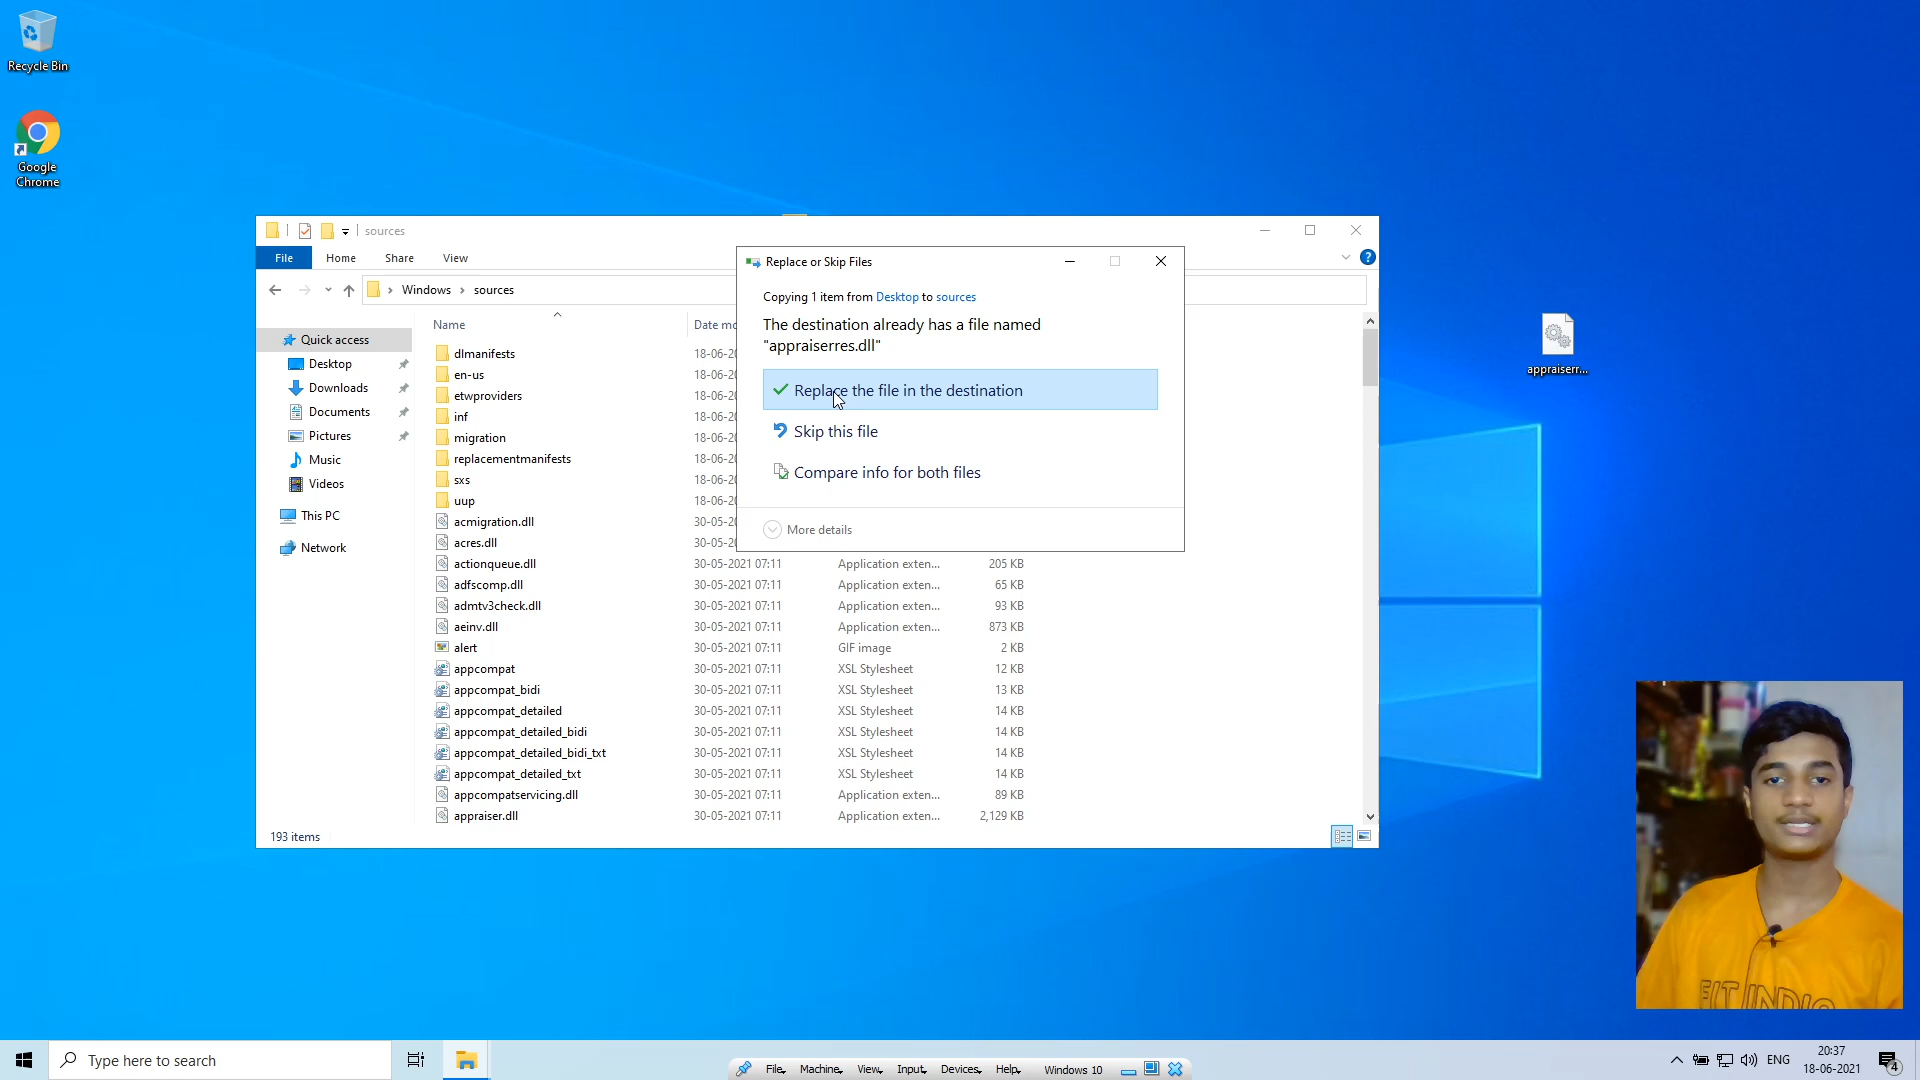 Recycle Bin
Google
Chrome
sources
File Home Share View
Windows sources
Name Date mo
Quick access
Desktop
Downloads
Documents
Pictures
Music
Videos
This PC
Network
dlmanifests 18-06-20
en-us 18-06-20
etwproviders 18-06-20
inf 18-06-20
migration 18-06-20
replacementmanifests 18-06-20
sxs 18-06-20
uup 18-06-20
acmigration.dll 30-05-20
acres.dll 30-05-20
actionqueue.dll 30-05-2021 07:11 Application exten... 205 KB
adfscomp.dll 30-05-2021 07:11 Application exten... 65 KB
admtv3check.dll 30-05-2021 07:11 Application exten... 93 KB
aeinv.dll 30-05-2021 07:11 Application exten... 873 KB
alert 30-05-2021 07:11 GIF image 2 KB
appcompat 30-05-2021 07:11 XSL Stylesheet 12 KB
appcompat_bidi 30-05-2021 07:11 XSL Stylesheet 13 KB
appcompat_detailed 30-05-2021 07:11 XSL Stylesheet 14 KB
appcompat_detailed_bidi 30-05-2021 07:11 XSL Stylesheet 14 KB
appcompat_detailed_bidi_txt 30-05-2021 07:11 XSL Stylesheet 14 KB
appcompat_detailed_txt 30-05-2021 07:11 XSL Stylesheet 14 KB
appcompatservicing.dll 30-05-2021 07:11 Application exten... 89 KB
appraiser.dll 30-05-2021 07:11 Application exten... 2,129 KB
193 items
Replace or Skip Files
Copying 1 item from Desktop to sources
The destination already has a file named
"appraiserres.dll"
Replace the file in the destination
Skip this file
Compare info for both files
More details
appraiserr...
Type here to search
File Machine View Input Devices Help Windows 10
ENG
20:37
18-06-2021
4